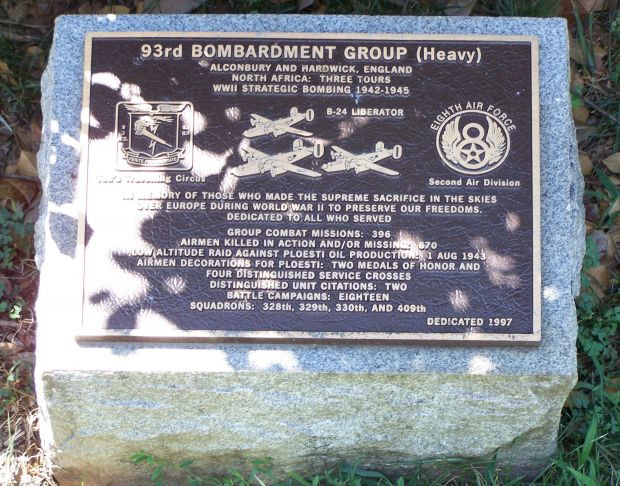 93rd BOMBARDMENT GROUP (Heavy)
ALCONBURY AND HARDWICK, ENGLAND
NORTH AFRICA: THREE TOURS
WWII STRATEGIC BOMBING 1942-1945
B-24 LIBERATOR
EIGHTH AIR FORCE
8
Second Air Division
Ted's Traveling Circus
IN MEMORY OF THOSE WHO MADE THE SUPREME SACRIFICE IN THE SKIES
OVER EUROPE DURING WORLD WAR II TO PRESERVE OUR FREEDOMS.
DEDICATED TO ALL WHO SERVED
GROUP COMBAT MISSIONS: 396
AIRMEN KILLED IN ACTION AND/OR MISSING: 670
LOW ALTITUDE RAID AGAINST PLOESTI OIL PRODUCTION: 1 AUG 1943
AIRMEN DECORATIONS FOR PLOESTI: TWO MEDALS OF HONOR AND
FOUR DISTINGUISHED SERVICE CROSSES
DISTINGUISHED UNIT CITATIONS: TWO
BATTLE CAMPAIGNS: EIGHTEEN
SQUADRONS: 328th, 329th, 330th, AND 409th
DEDICATED 1997